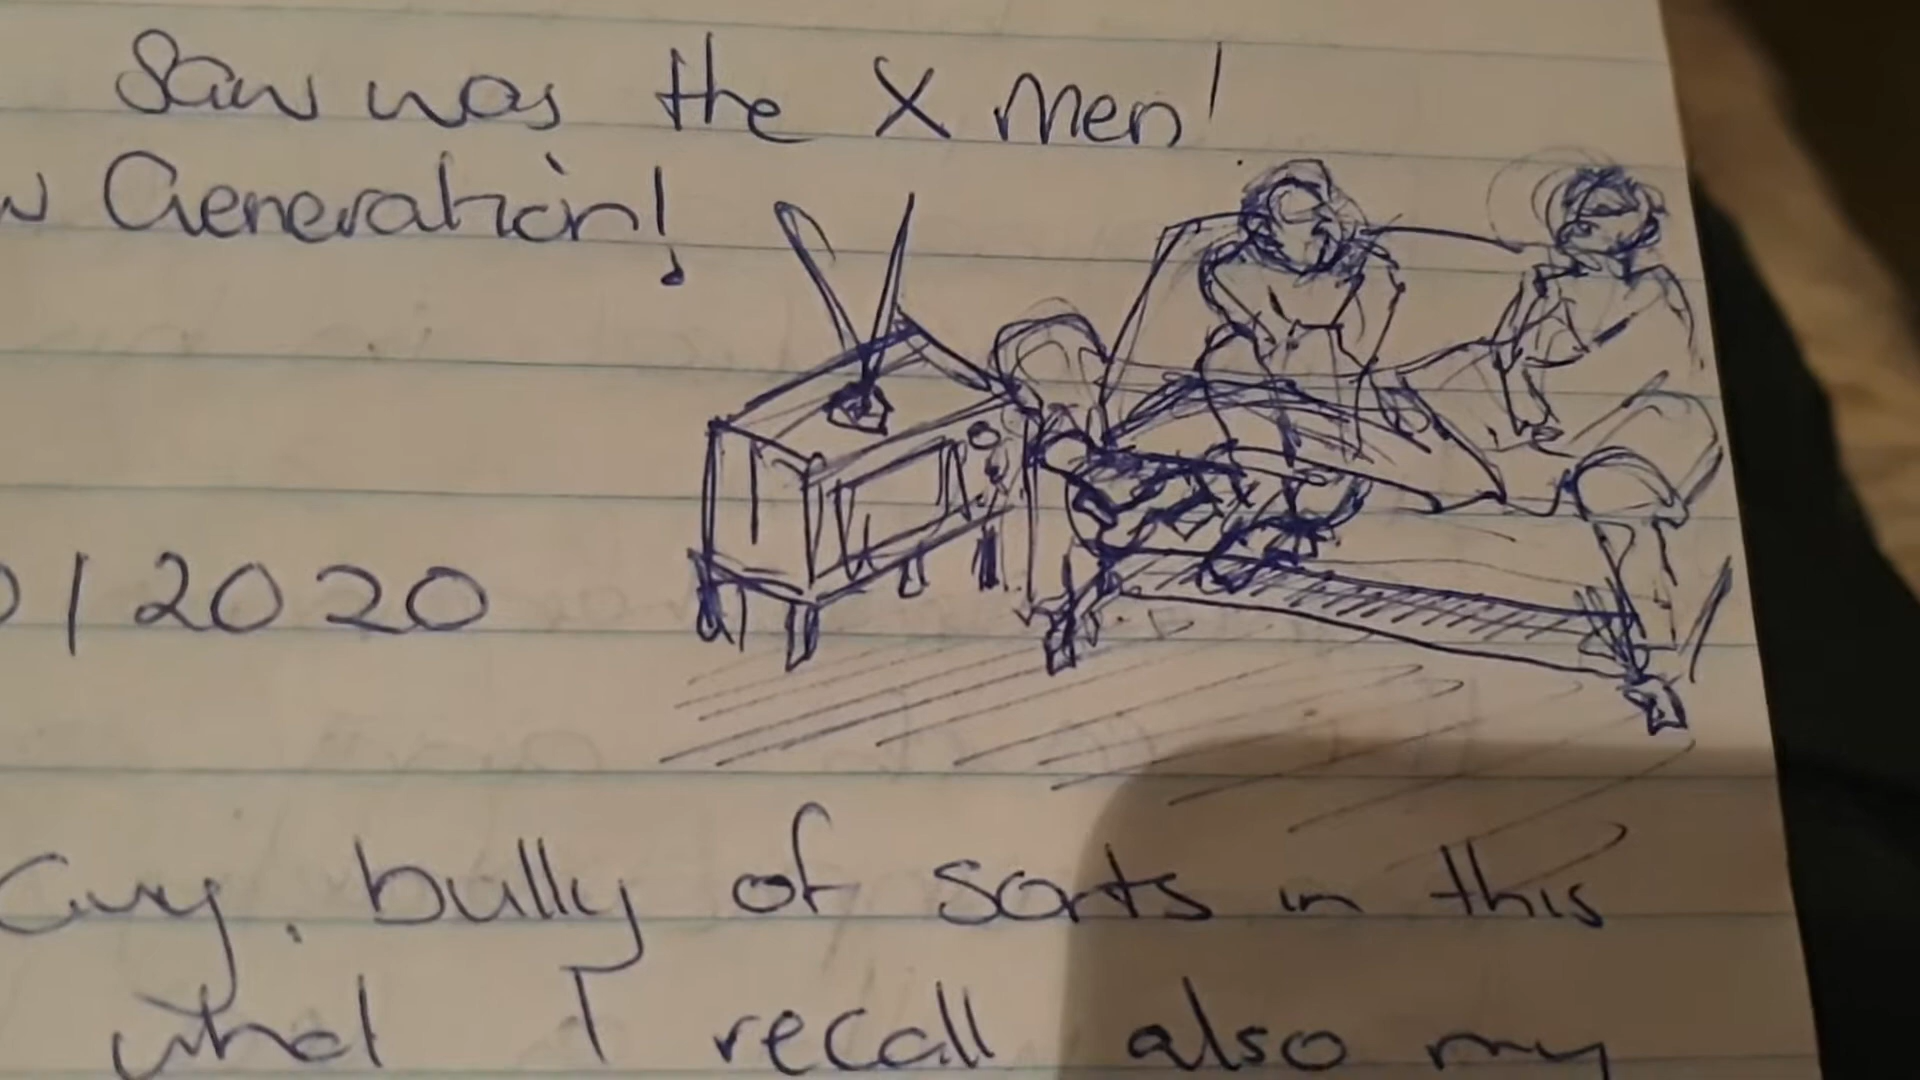 Saw was the X Men!
Generation!
/2020
Guy, bully of sorts in this
what I recall also my